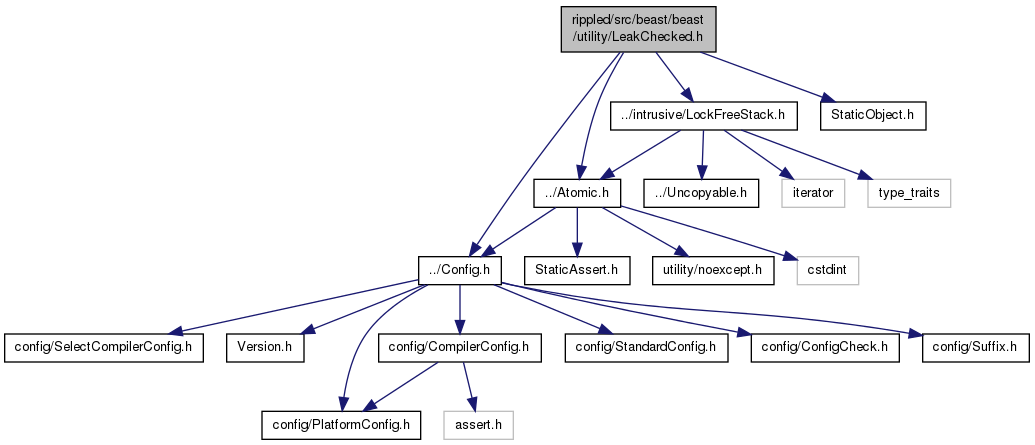 rippled/src/beast/beast
/utility/LeakChecked.h
../intrusive/LockFreeStack.h
StaticObject.h
../Atomic.h
../Uncopyable.h
iterator
type_traits
../Config.h
StaticAssert.h
utility/noexcept.h
cstdint
config/SelectCompilerConfig.h
Version.h
config/CompilerConfig.h
config/StandardConfig.h
config/ConfigCheck.h
config/Suffix.h
config/PlatformConfig.h
assert.h